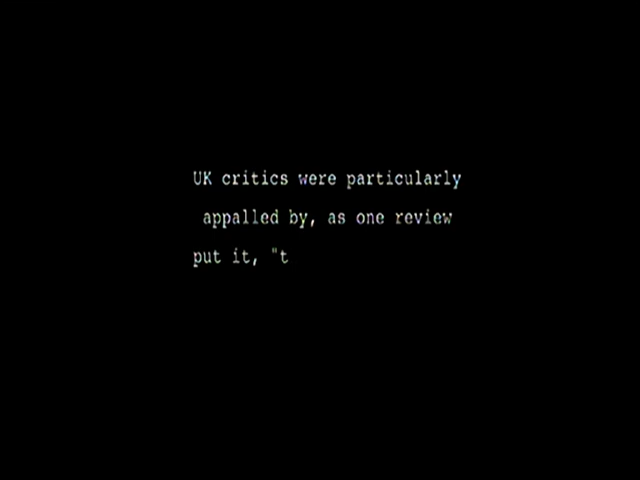 UK critics were particularly
appalled by, as one review
put it, "t